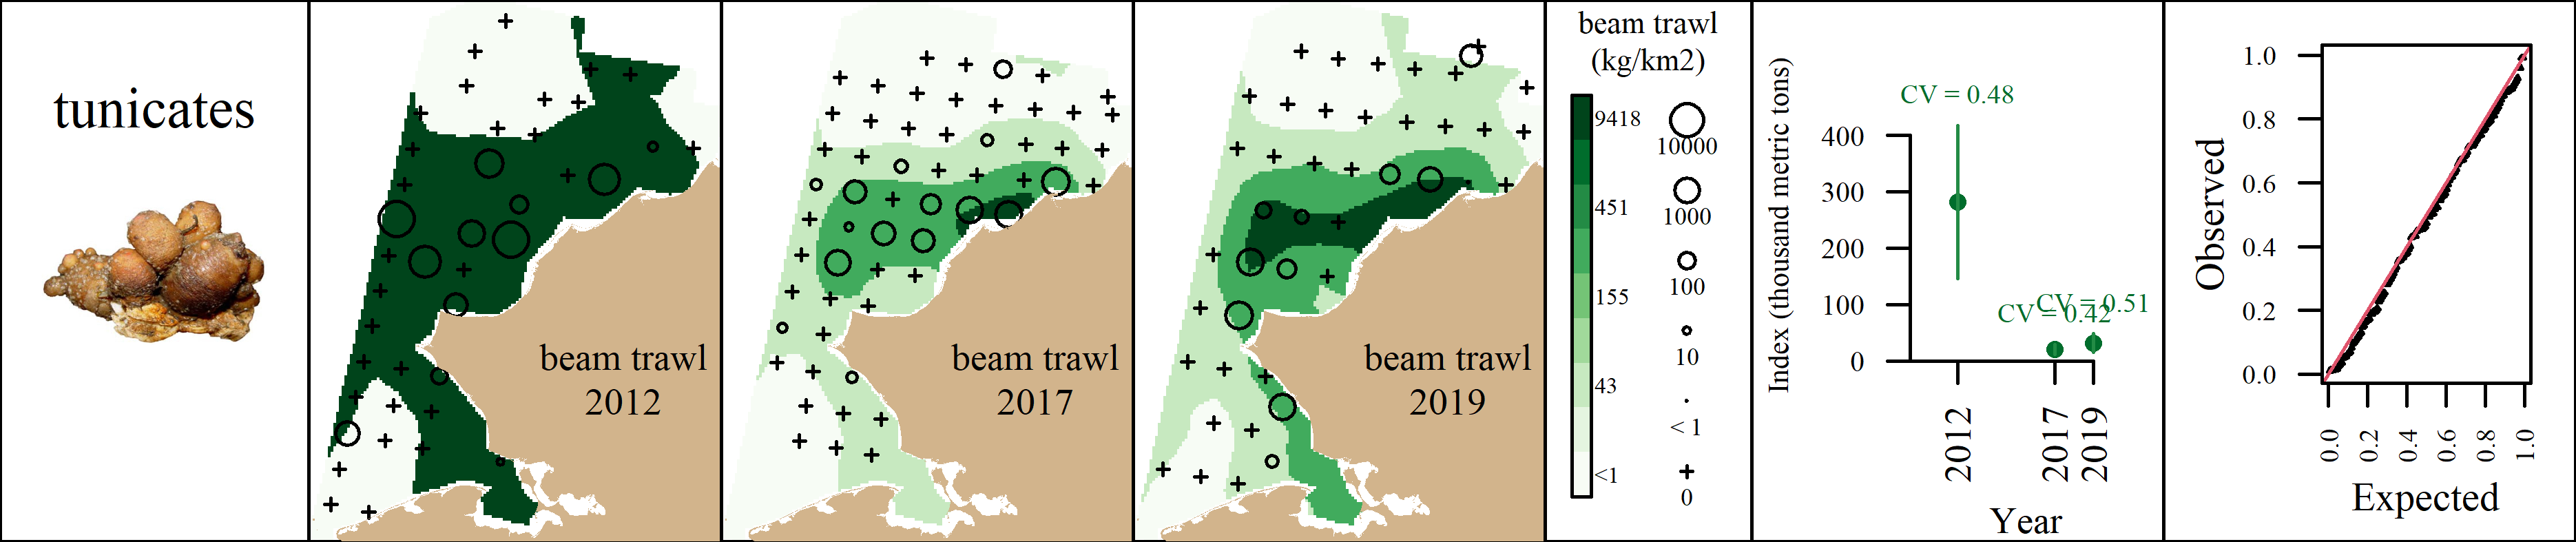 tunicates
beam trawl
2012
beam trawl
2017
beam trawl
2019
beam trawl
(kg/km2)
9418
451
155
43
<1
10000
1000
100
10
< 1
0
Index (thousand metric tons)
400
300
200
100
0
CV = 0.48
CV = 0.42
CV = 0.51
2012
2017
2019
Year
Observed
1.0
0.8
0.6
0.4
0.2
0.0
0.0
0.2
0.4
0.6
0.8
1.0
Expected